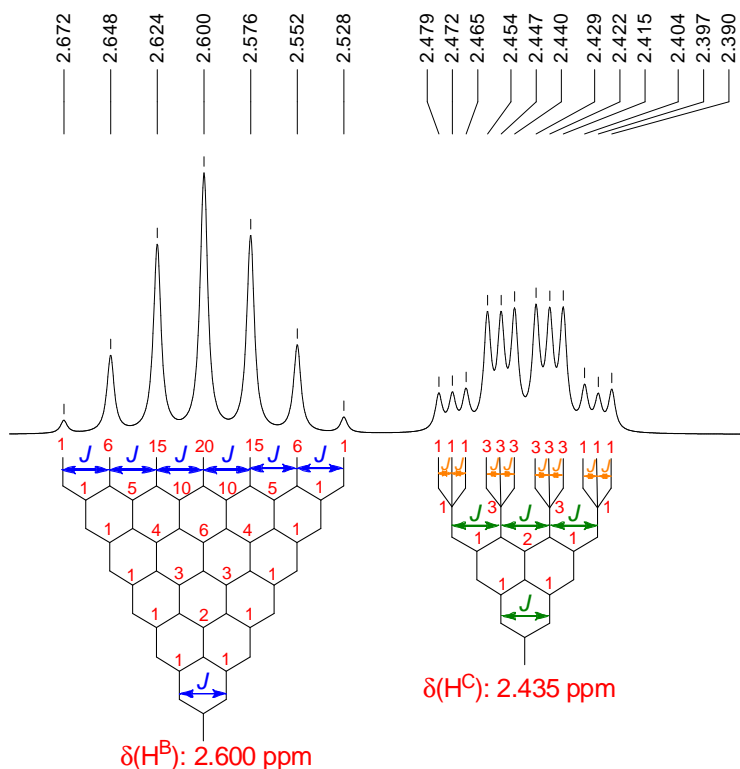 2.672 2.648 2.624 2.600 2.576 2.552 2.528 2.479 2.472 2.465 2.454 2.447 2.440 2.429 2.422 2.415 2.404 2.397 2.390
1 6 15 20 15 6 1 1 1 1 3 3 3 3 3 3 1 1 1
J J J J J J J J J J J J J J
1 5 10 10 5 1 1 3 3 1
J J J
1 4 6 4 1 1 2 1
1 3 3 1 1 1
J
1 2 1
1 1
J
δ(Hᶜ): 2.435 ppm
δ(Hᴮ): 2.600 ppm